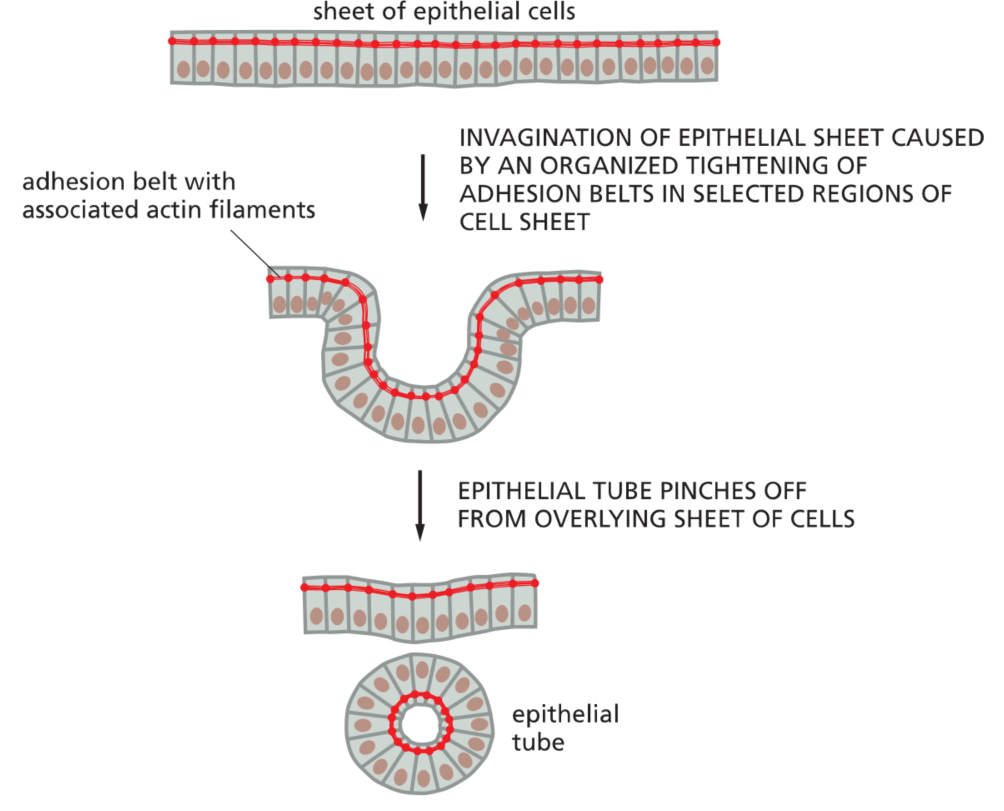 sheet of epithelial cells
INVAGINATION OF EPITHELIAL SHEET CAUSED
BY AN ORGANIZED TIGHTENING OF
ADHESION BELTS IN SELECTED REGIONS OF
CELL SHEET
adhesion belt with
associated actin filaments
EPITHELIAL TUBE PINCHES OFF
FROM OVERLYING SHEET OF CELLS
epithelial
tube